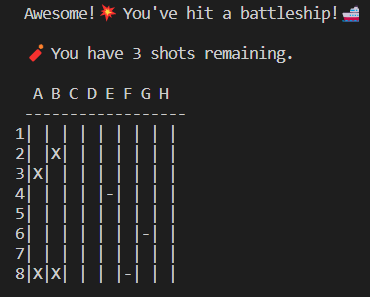 Awesome!💥 You've hit a battleship!🚢
🧨 You have 3 shots remaining.
  A B C D E F G H
 ------------------
1| | | | | | | | |
2| |X| | | | | | |
3|X| | | | | | | |
4| | | | |-| | | |
5| | | | | | | | |
6| | | | | | |-| |
7| | | | | | | | |
8|X|X| | | |-| | |